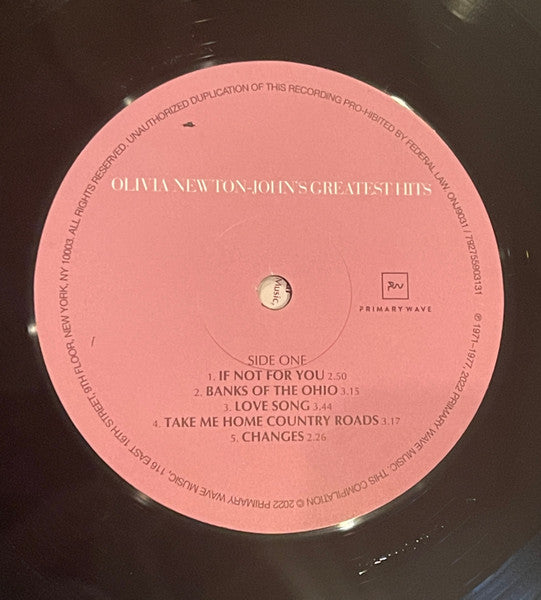 OLIVIA NEWTON-JOHN'S GREATEST HITS
Music,
PRIMARY WAVE
SIDE ONE
1. IF NOT FOR YOU 2.50
2. BANKS OF THE OHIO 3.15
3. LOVE SONG 3.44
4. TAKE ME HOME COUNTRY ROADS 3.17
5. CHANGES 2.26
℗ 1971-1977, 2022 PRIMARY WAVE MUSIC. THIS COMPILATION © 2022 PRIMARY WAVE MUSIC, 116 EAST 16TH STREET, 9TH FLOOR, NEW YORK, NY 10003. ALL RIGHTS RESERVED. UNAUTHORIZED DUPLICATION OF THIS RECORDING PRO-HIBITED BY FEDERAL LAW. ONJ9031 / 792755903131